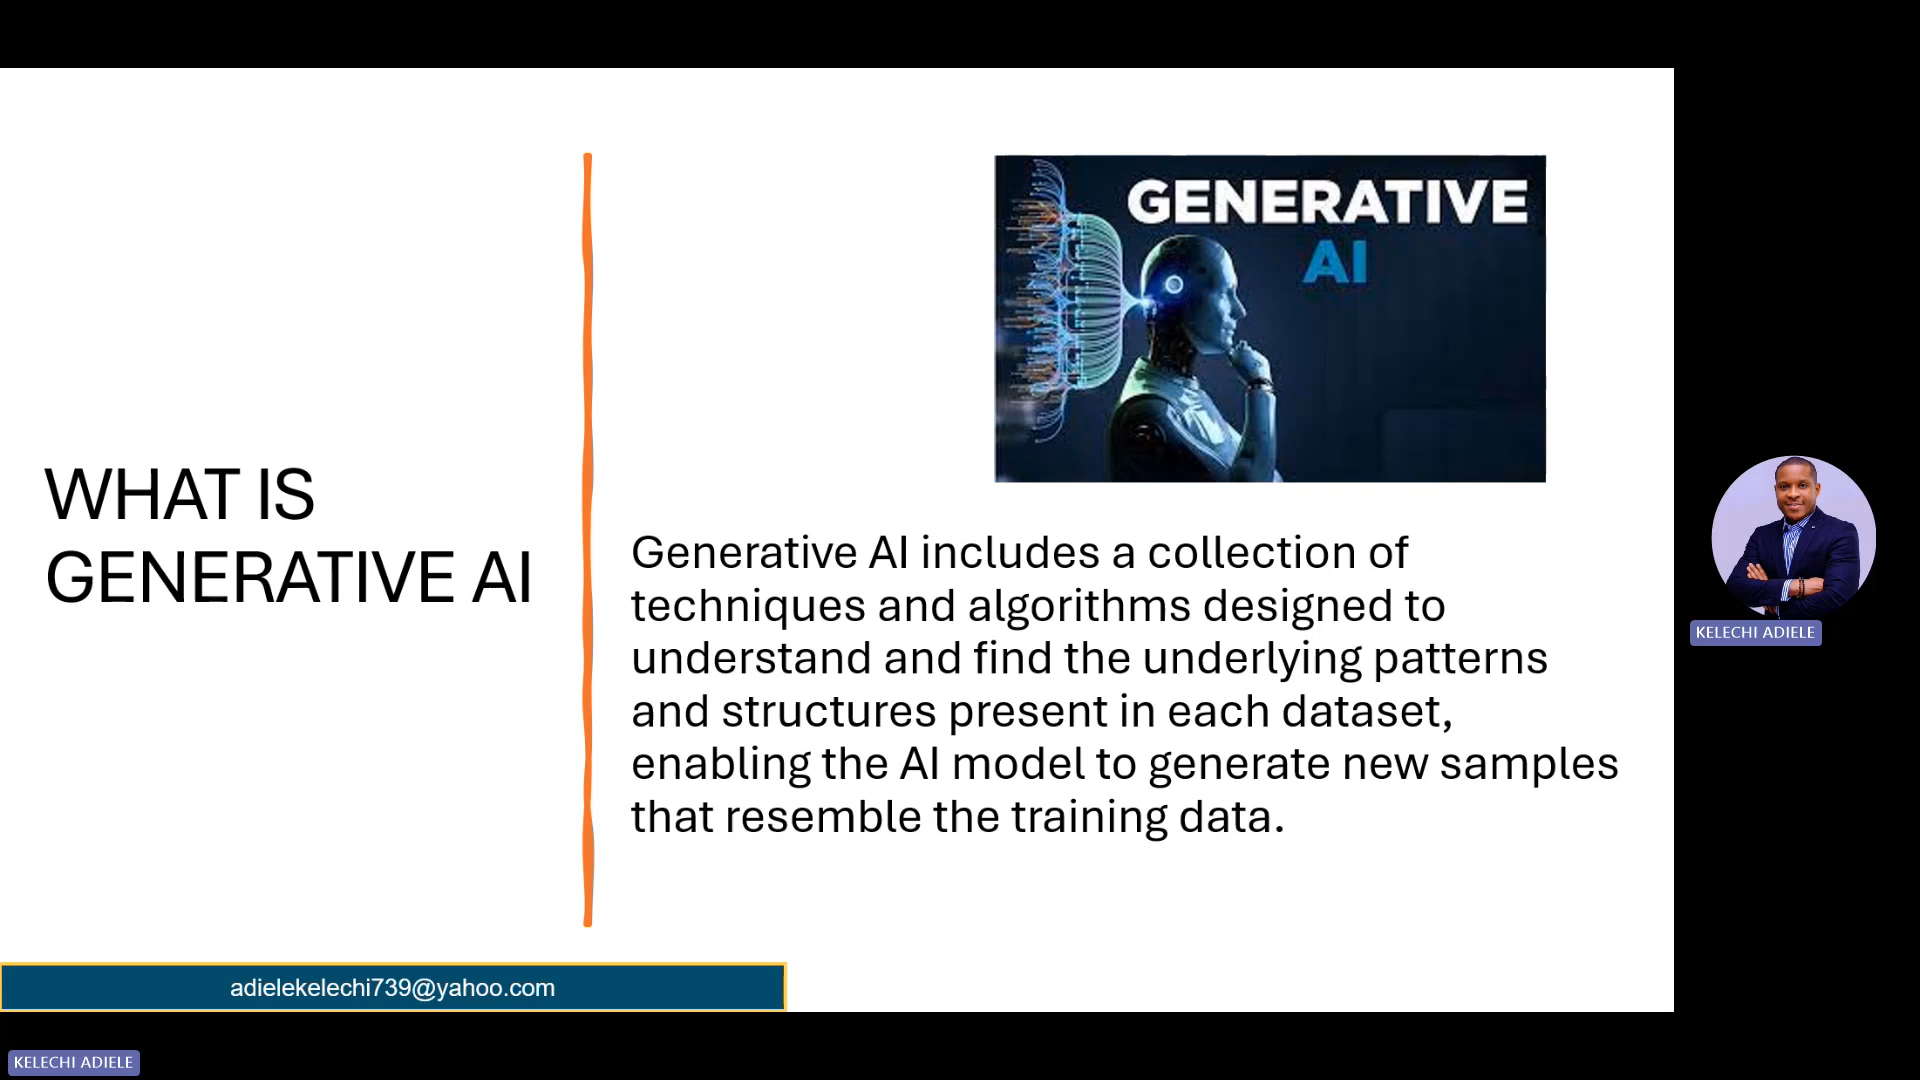 WHAT IS
GENERATIVE AI
GENERATIVE
AI
Generative AI includes a collection of
techniques and algorithms designed to
understand and find the underlying patterns
and structures present in each dataset,
enabling the AI model to generate new samples
that resemble the training data.
adielekelechi739@yahoo.com
KELECHI ADIELE
KELECHI ADIELE